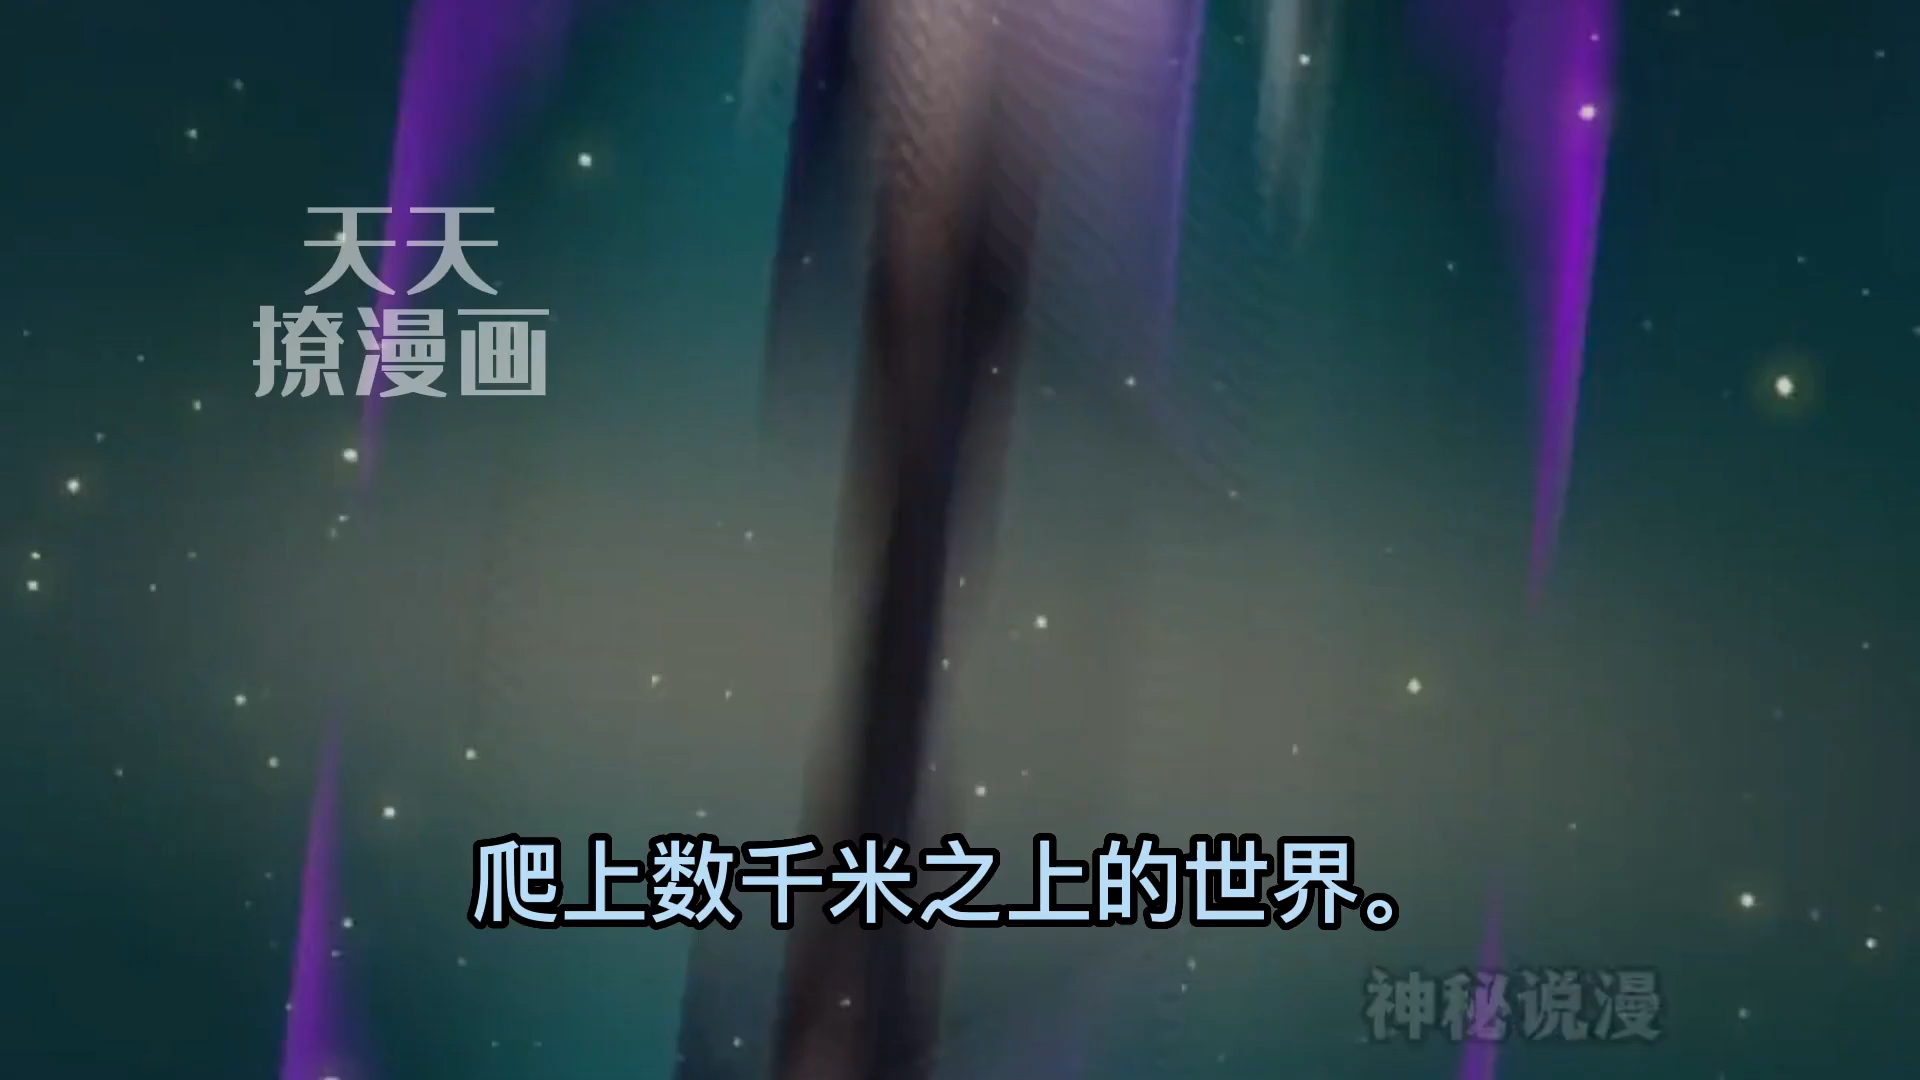 天天
撩漫画
爬上数千米之上的世界。
神秘说漫